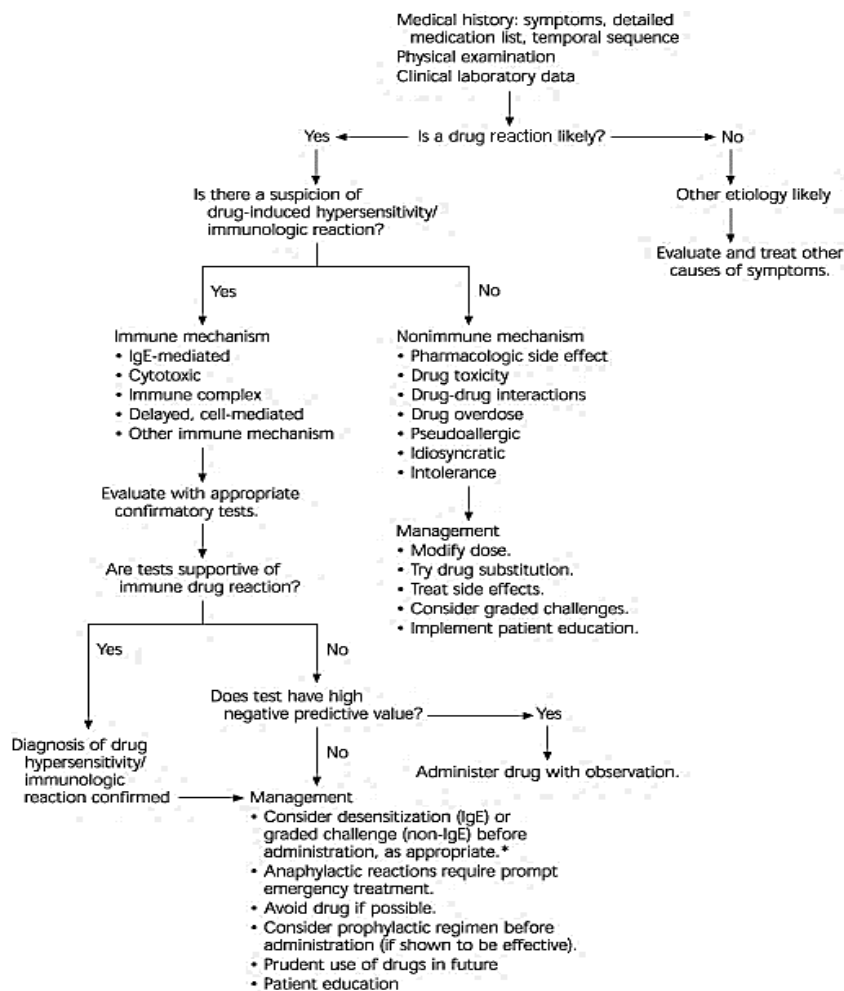 Medical history: symptoms, detailed
medication list, temporal sequence
Physical examination
Clinical laboratory data
Yes
Is a drug reaction likely?
No
Is there a suspicion of
drug-induced hypersensitivity/
immunologic reaction?
Other etiology likely
Evaluate and treat other
causes of symptoms.
Yes
No
Immune mechanism
• IgE-mediated
• Cytotoxic
• Immune complex
• Delayed, cell-mediated
• Other immune mechanism
Nonimmune mechanism
• Pharmacologic side effect
• Drug toxicity
• Drug-drug interactions
• Drug overdose
• Pseudoallergic
• Idiosyncratic
• Intolerance
Evaluate with appropriate
confirmatory tests.
Management
• Modify dose.
• Try drug substitution.
• Treat side effects.
• Consider graded challenges.
• Implement patient education.
Are tests supportive of
immune drug reaction?
Yes
No
Does test have high
negative predictive value?
Yes
Diagnosis of drug
hypersensitivity/
immunologic
reaction confirmed
No
Administer drug with observation.
Management
• Consider desensitization (IgE) or
graded challenge (non-IgE) before
administration, as appropriate.*
• Anaphylactic reactions require prompt
emergency treatment.
• Avoid drug if possible.
• Consider prophylactic regimen before
administration (if shown to be effective).
• Prudent use of drugs in future
• Patient education